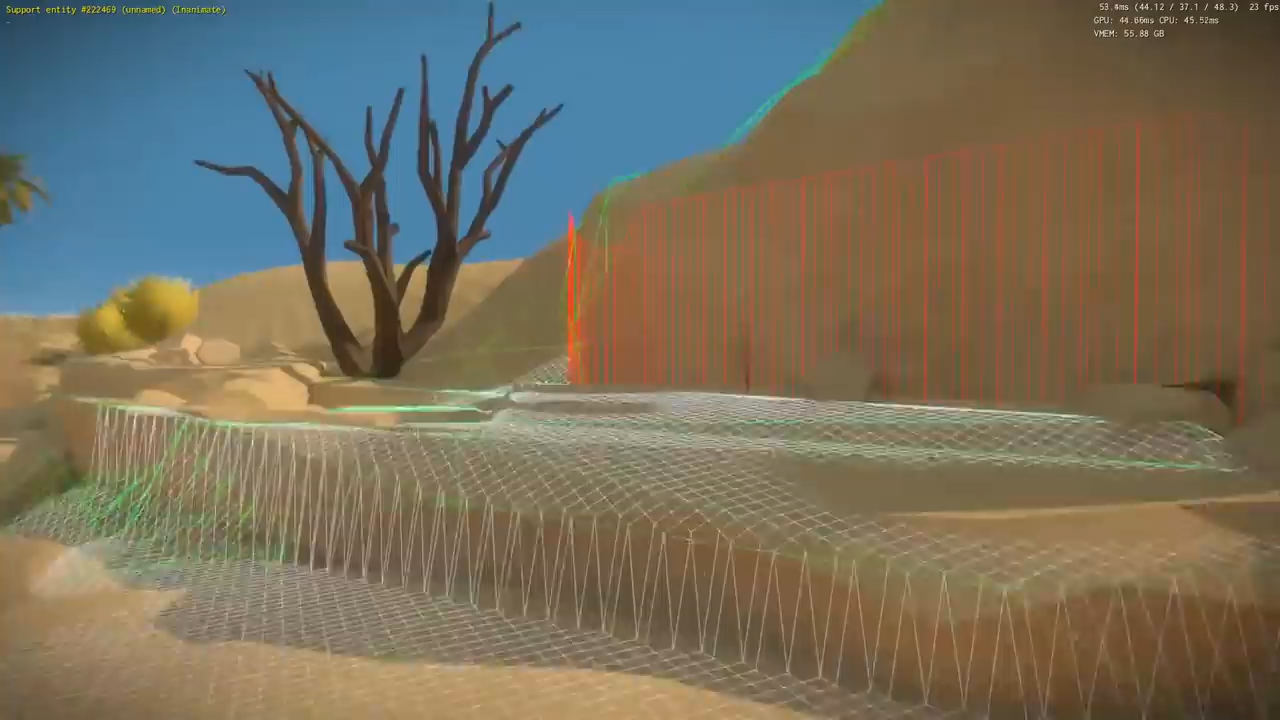 Support entity #222469 (unnamed) (Inanimate)
53.4ms (44.12 / 37.1 / 48.3) 23 fps
GPU: 44.66ms CPU: 45.52ms
VMEM: 55.88 GB